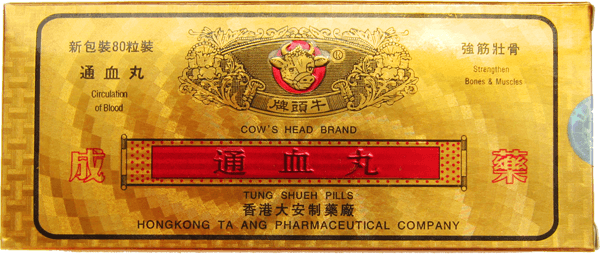 新包裝80粒裝
通血丸
Circulation
of Blood
牌頭牛
強筋壯骨
Strengthen
Bones & Muscles
COW'S HEAD BRAND
成
通血丸
藥
TUNG SHUEH PILLS
香港大安制藥廠
HONGKONG TA ANG PHARMACEUTICAL COMPANY